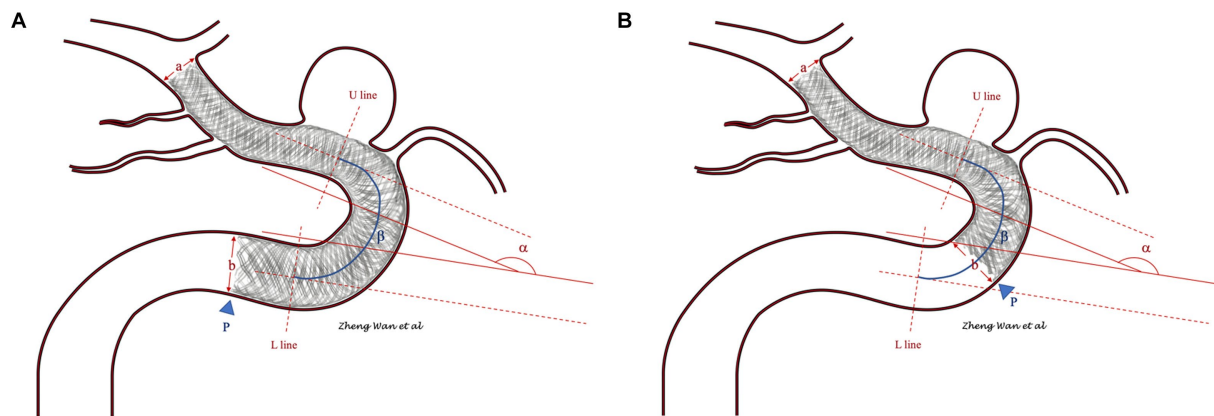 A
a
U line
β
α
b
P
Zheng Wan et al
L line
B
a
U line
β
α
b
P
Zheng Wan et al
L line